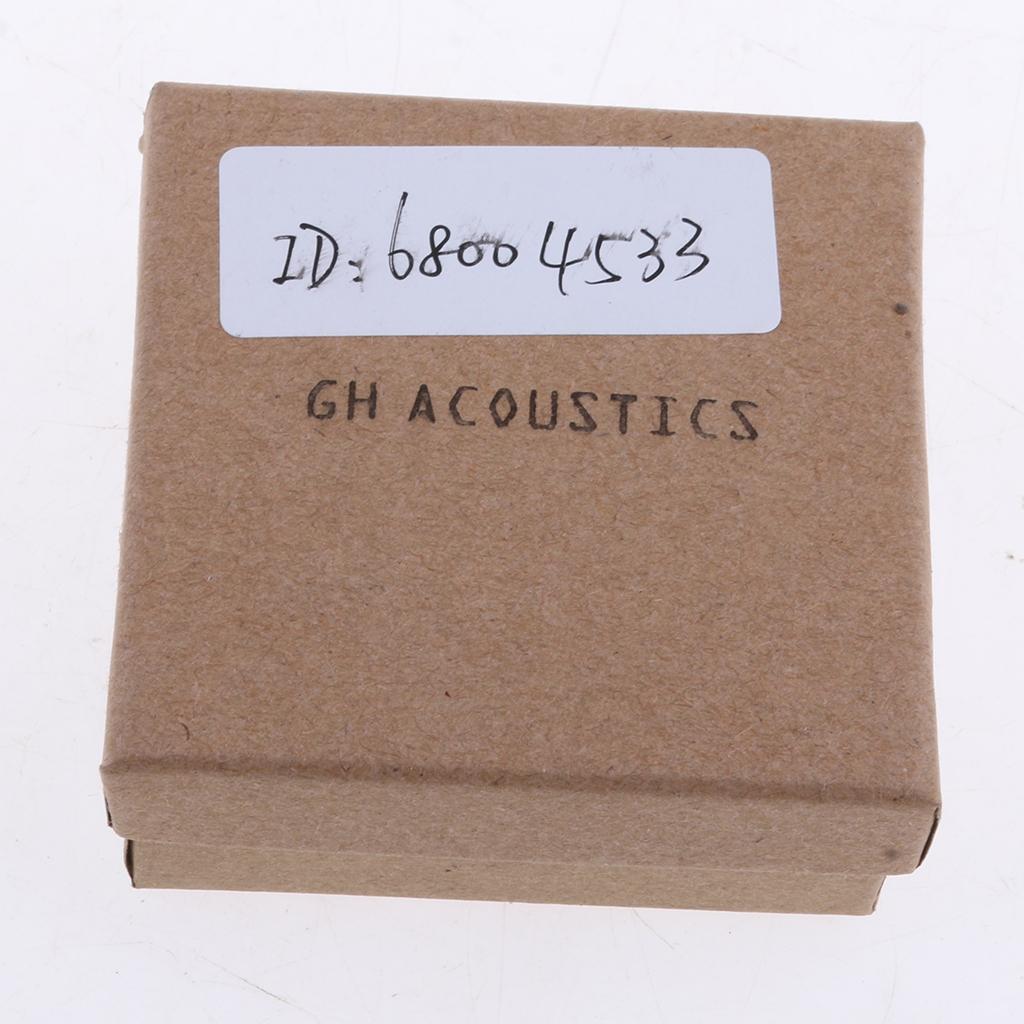 ID: 68004533
GH ACOUSTICS